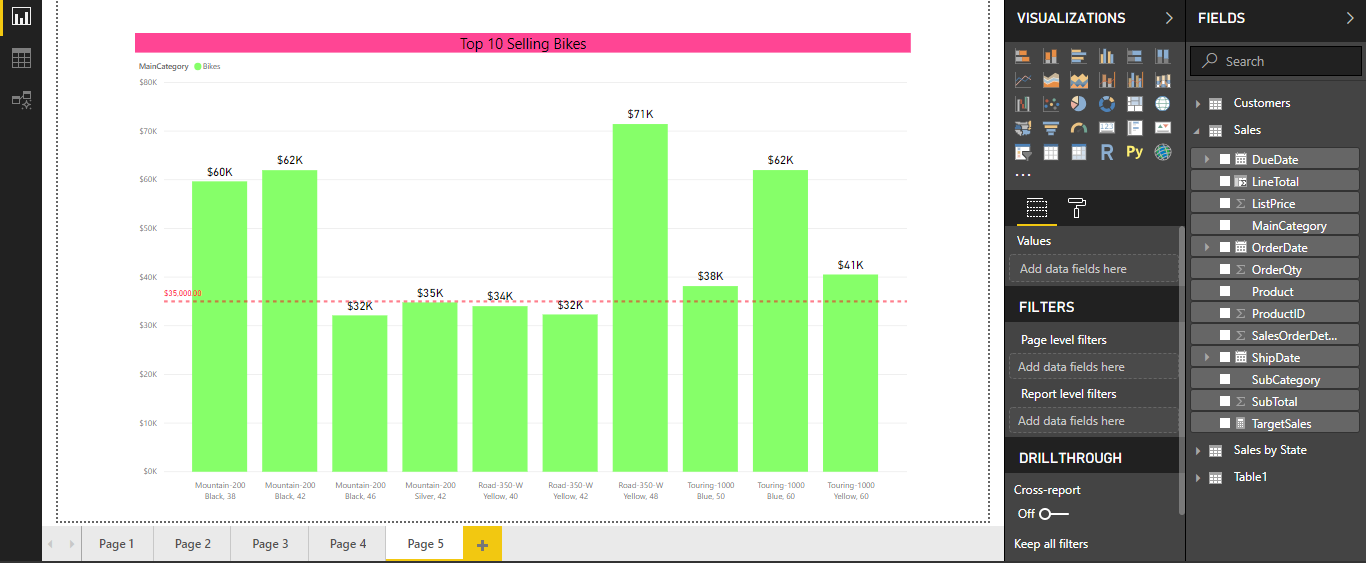 Top 10 Selling Bikes
MainCategory Bikes
$80K
$70K
$60K
$50K
$40K
$30K
$20K
$10K
$0K
$35,000.00
$60K
$62K
$32K
$35K
$34K
$32K
$71K
$38K
$62K
$41K
Mountain-200
Black, 38
Mountain-200
Black, 42
Mountain-200
Black, 46
Mountain-200
Silver, 42
Road-350-W
Yellow, 40
Road-350-W
Yellow, 42
Road-350-W
Yellow, 48
Touring-1000
Blue, 50
Touring-1000
Blue, 60
Touring-1000
Yellow, 60
Page 1
Page 2
Page 3
Page 4
Page 5
+
VISUALIZATIONS
R
Py
...
Values
Add data fields here
FILTERS
Page level filters
Add data fields here
Report level filters
Add data fields here
DRILLTHROUGH
Cross-report
Off
Keep all filters
FIELDS
Search
Customers
Sales
DueDate
LineTotal
Σ ListPrice
MainCategory
OrderDate
Σ OrderQty
Product
Σ ProductID
Σ SalesOrderDet...
ShipDate
SubCategory
Σ SubTotal
TargetSales
Sales by State
Table1